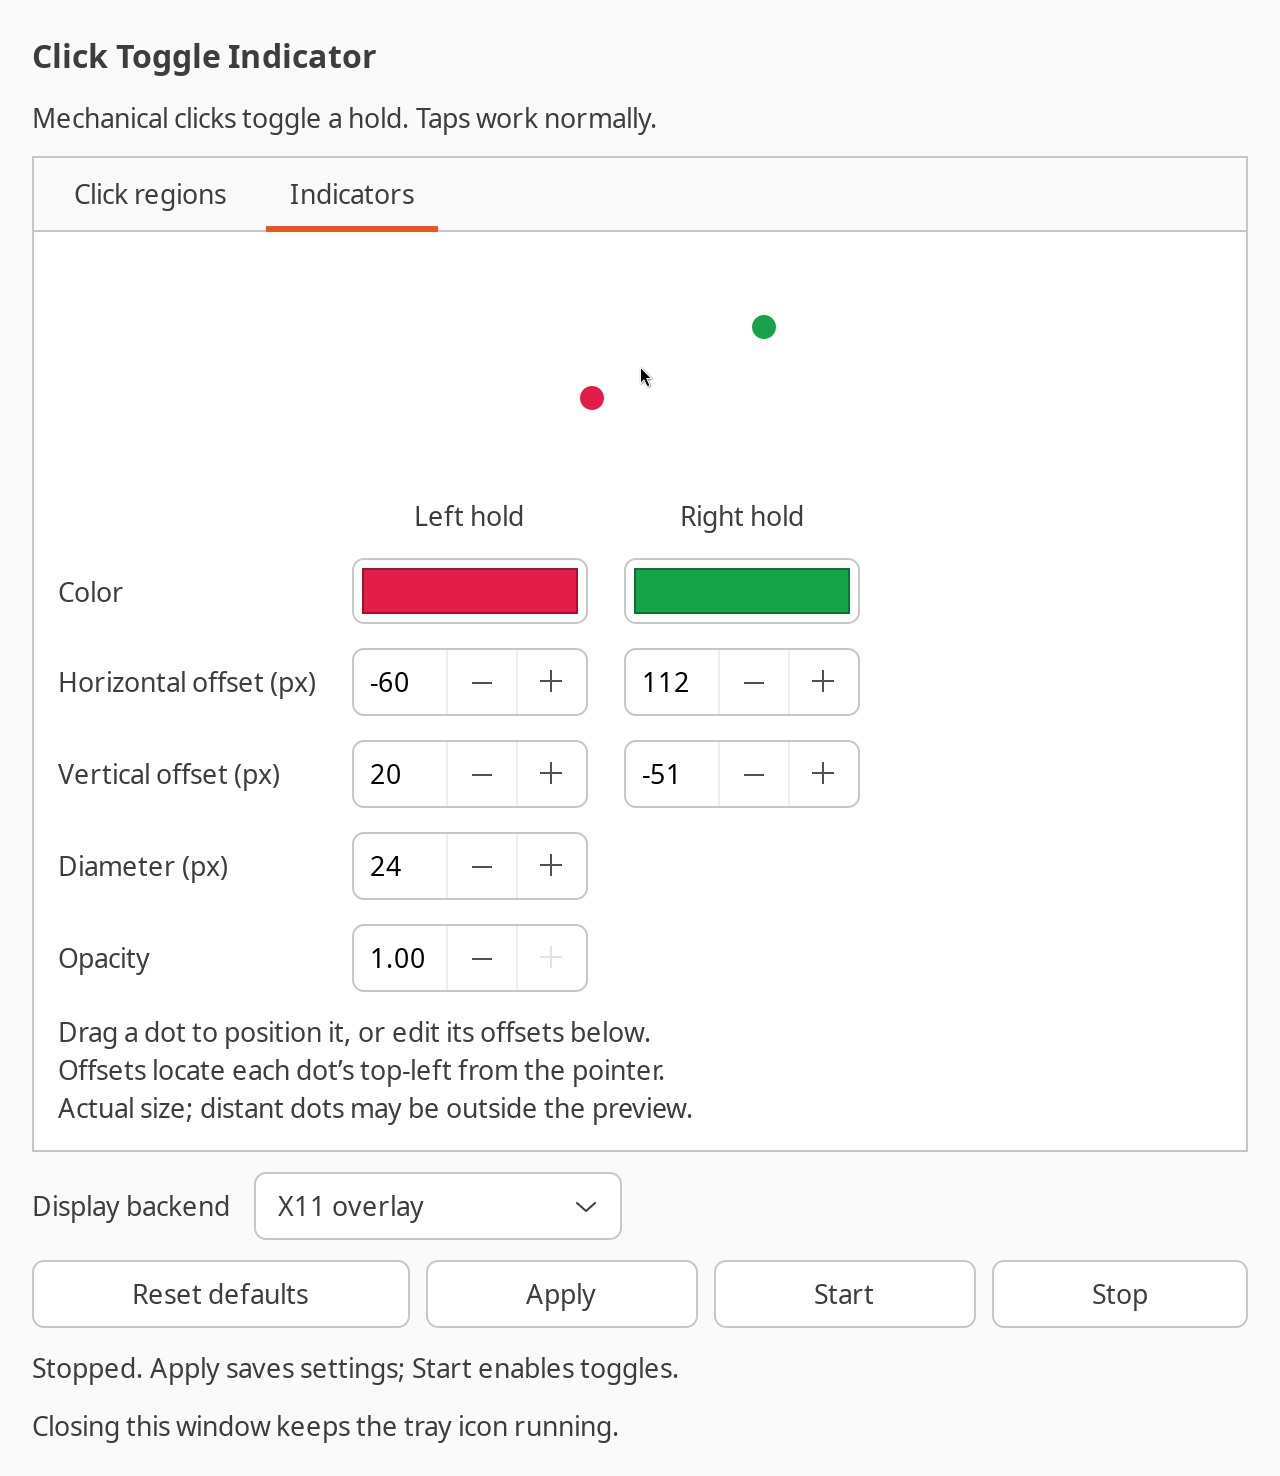 Click Toggle Indicator
Mechanical clicks toggle a hold. Taps work normally.
Click regions Indicators
Left hold Right hold
Color
Horizontal offset (px) -60 112
Vertical offset (px) 20 -51
Diameter (px) 24
Opacity 1.00
Drag a dot to position it, or edit its offsets below.
Offsets locate each dot’s top-left from the pointer.
Actual size; distant dots may be outside the preview.
Display backend X11 overlay
Reset defaults Apply Start Stop
Stopped. Apply saves settings; Start enables toggles.
Closing this window keeps the tray icon running.